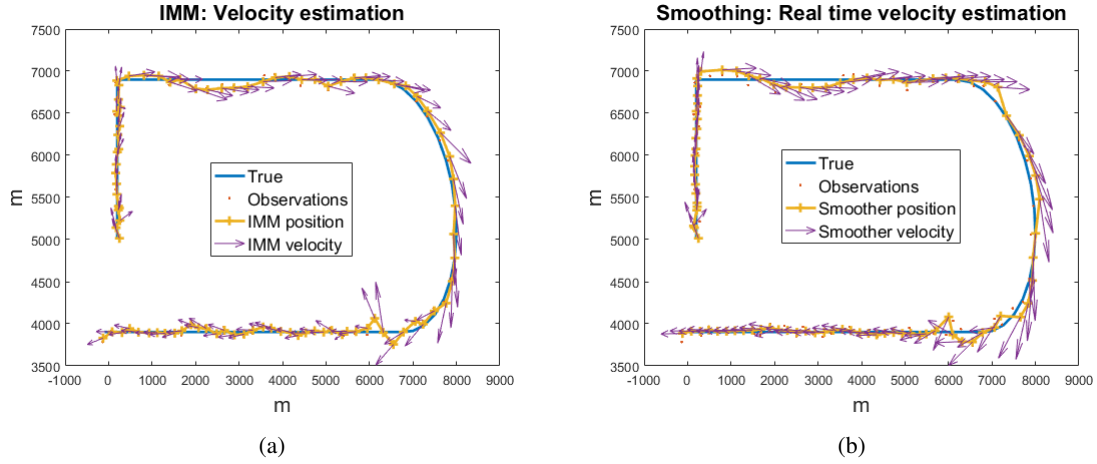 IMM: Velocity estimation
7500
7000
6500
6000
5500
5000
4500
4000
3500
m
True
Observations
IMM position
IMM velocity
-1000 0 1000 2000 3000 4000 5000 6000 7000 8000 9000
m
(a)
Smoothing: Real time velocity estimation
7500
7000
6500
6000
5500
5000
4500
4000
3500
m
True
Observations
Smoother position
Smoother velocity
-1000 0 1000 2000 3000 4000 5000 6000 7000 8000 9000
m
(b)